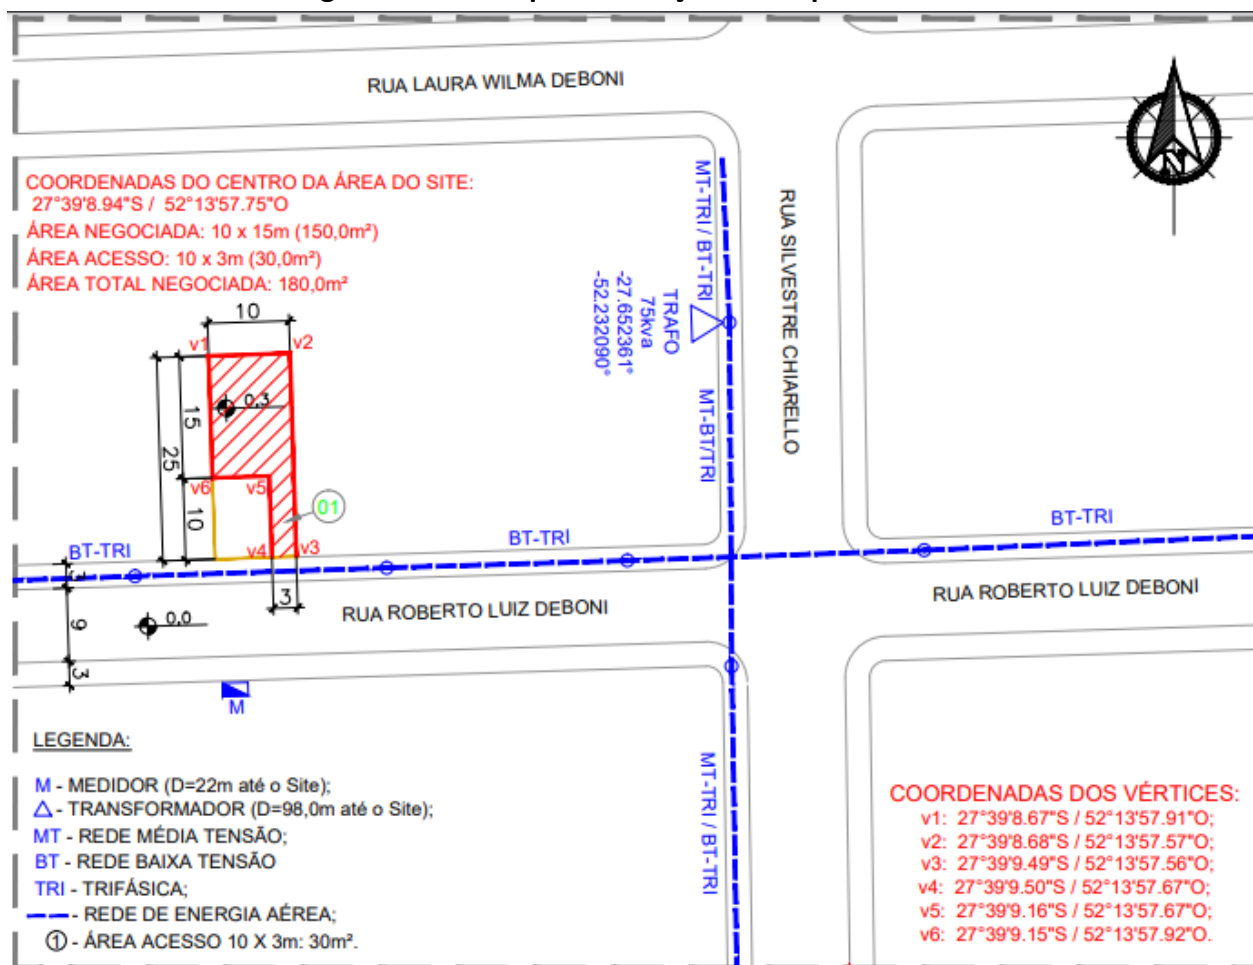 RUA LAURA WILMA DEBONI
N
COORDENADAS DO CENTRO DA ÁREA DO SITE:
27°39'8.94"S / 52°13'57.75"O
ÁREA NEGOCIADA: 10 x 15m (150,0m²)
ÁREA ACESSO: 10 x 3m (30,0m²)
ÁREA TOTAL NEGOCIADA: 180,0m²
MT-TRI / BT-TRI
RUA SILVESTRE CHIARELLO
TRAFO
75kva
-27.652361°
-52.232090°
MT-BT/TRI
10
v1
v2
0,3
15
25
v6
v5
01
10
v4
v3
BT-TRI
BT-TRI
BT-TRI
3
3
RUA ROBERTO LUIZ DEBONI
RUA ROBERTO LUIZ DEBONI
0,0
9
3
M
MT-TRI / BT-TRI
LEGENDA:
M - MEDIDOR (D=22m até o Site);
- TRANSFORMADOR (D=98,0m até o Site);
MT - REDE MÉDIA TENSÃO;
BT - REDE BAIXA TENSÃO
TRI - TRIFÁSICA;
- REDE DE ENERGIA AÉREA;
① - ÁREA ACESSO 10 X 3m: 30m².
COORDENADAS DOS VÉRTICES:
v1: 27°39'8.67"S / 52°13'57.91"O;
v2: 27°39'8.68"S / 52°13'57.57"O;
v3: 27°39'9.49"S / 52°13'57.56"O;
v4: 27°39'9.50"S / 52°13'57.67"O;
v5: 27°39'9.16"S / 52°13'57.67"O;
v6: 27°39'9.15"S / 52°13'57.92"O.